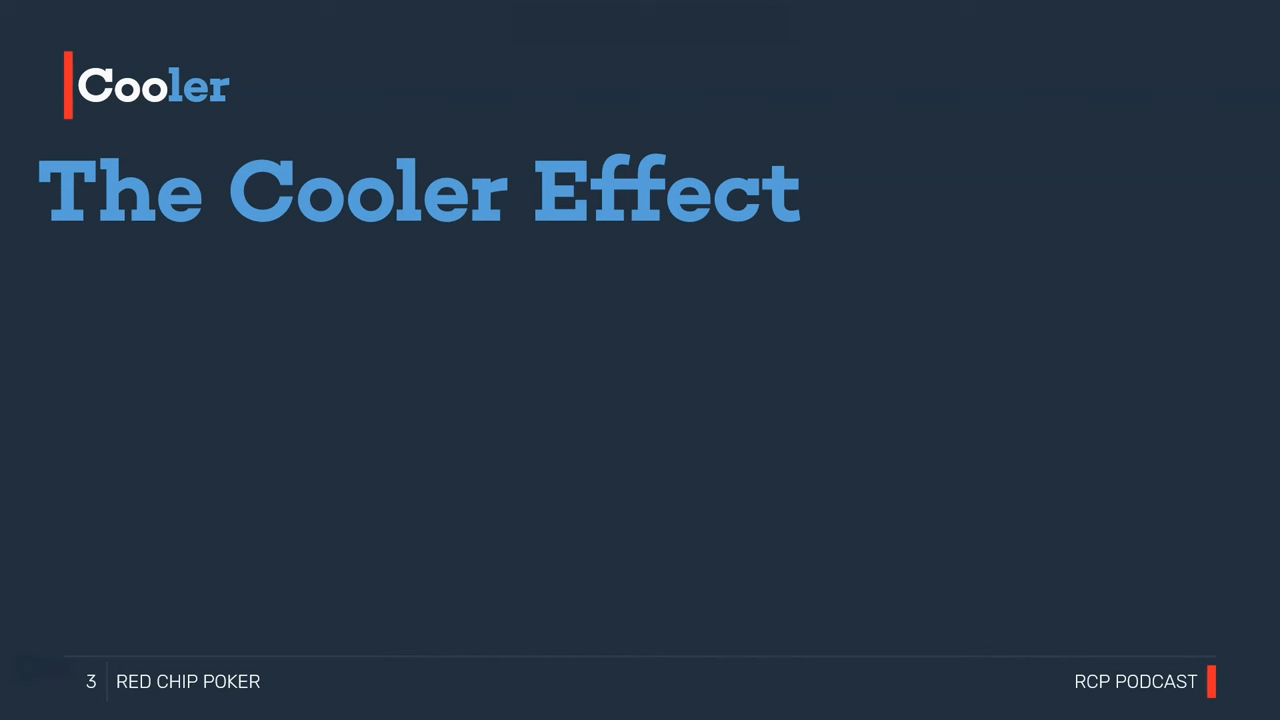 Cooler
The Cooler Effect
3 RED CHIP POKER
RCP PODCAST